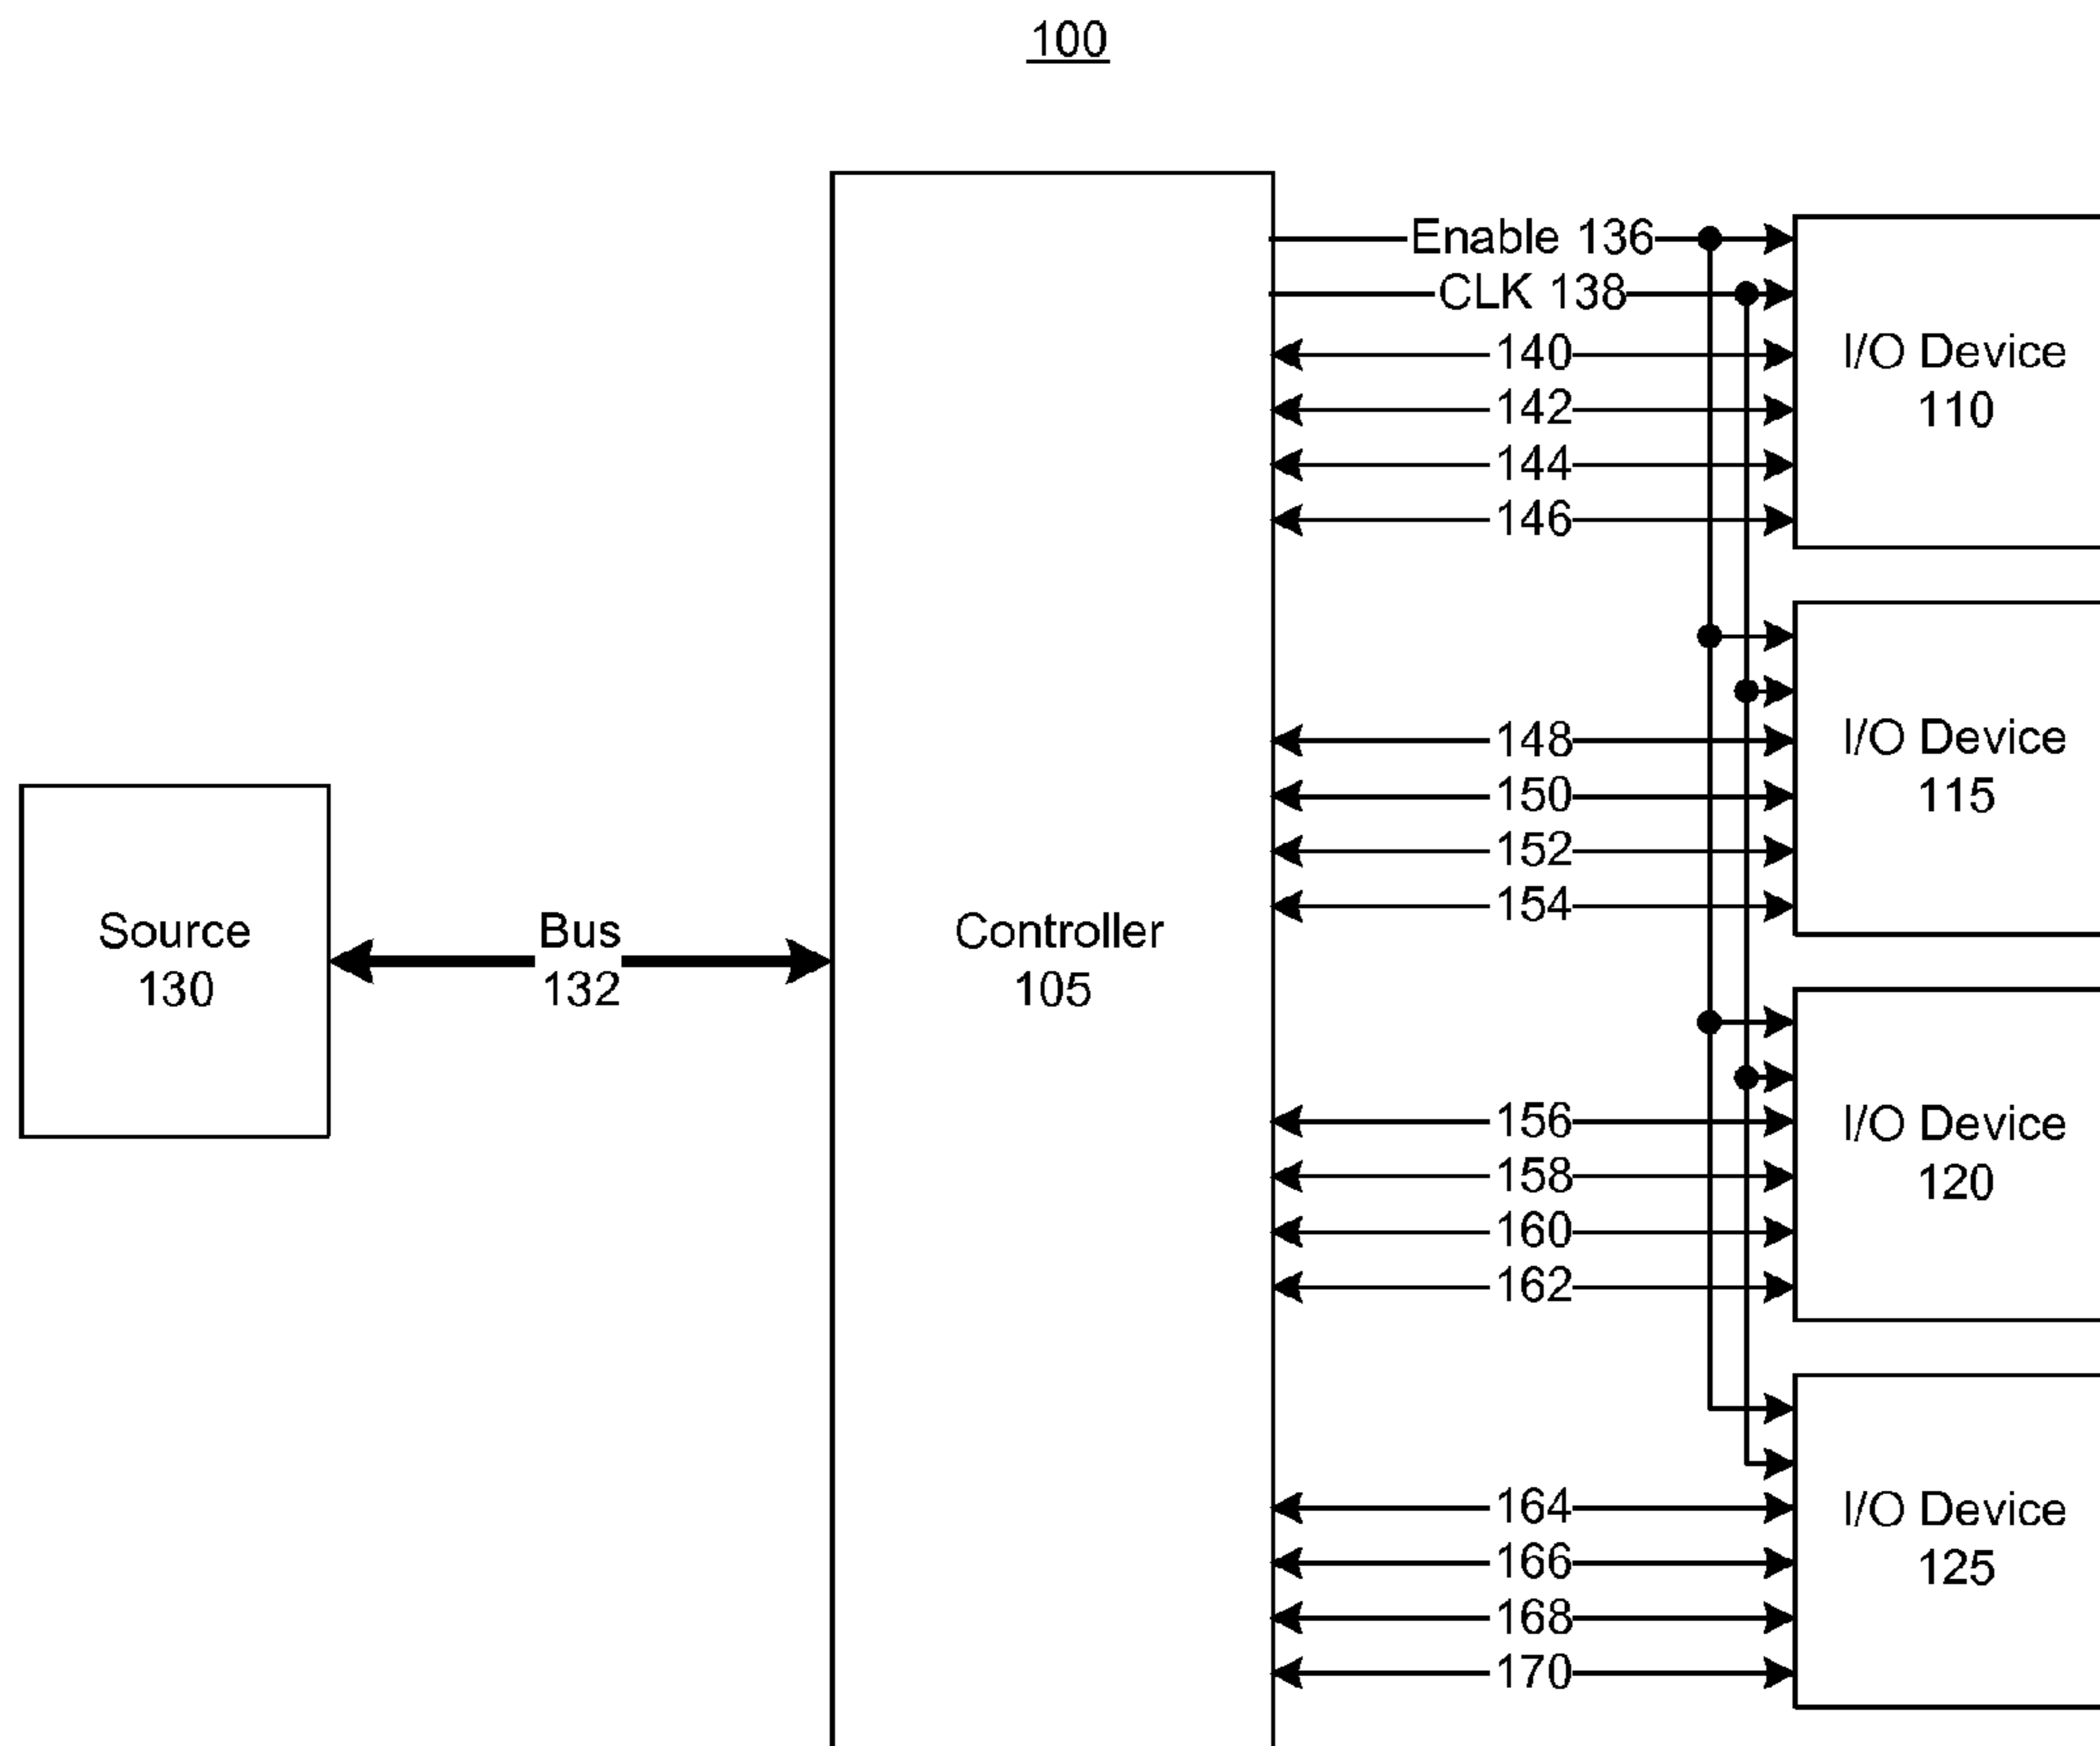 100
Enable 136
CLK 138
140
142
144
146
I/O Device
110
148
150
152
154
I/O Device
115
Source
130
Bus
132
Controller
105
156
158
160
162
I/O Device
120
164
166
168
170
I/O Device
125